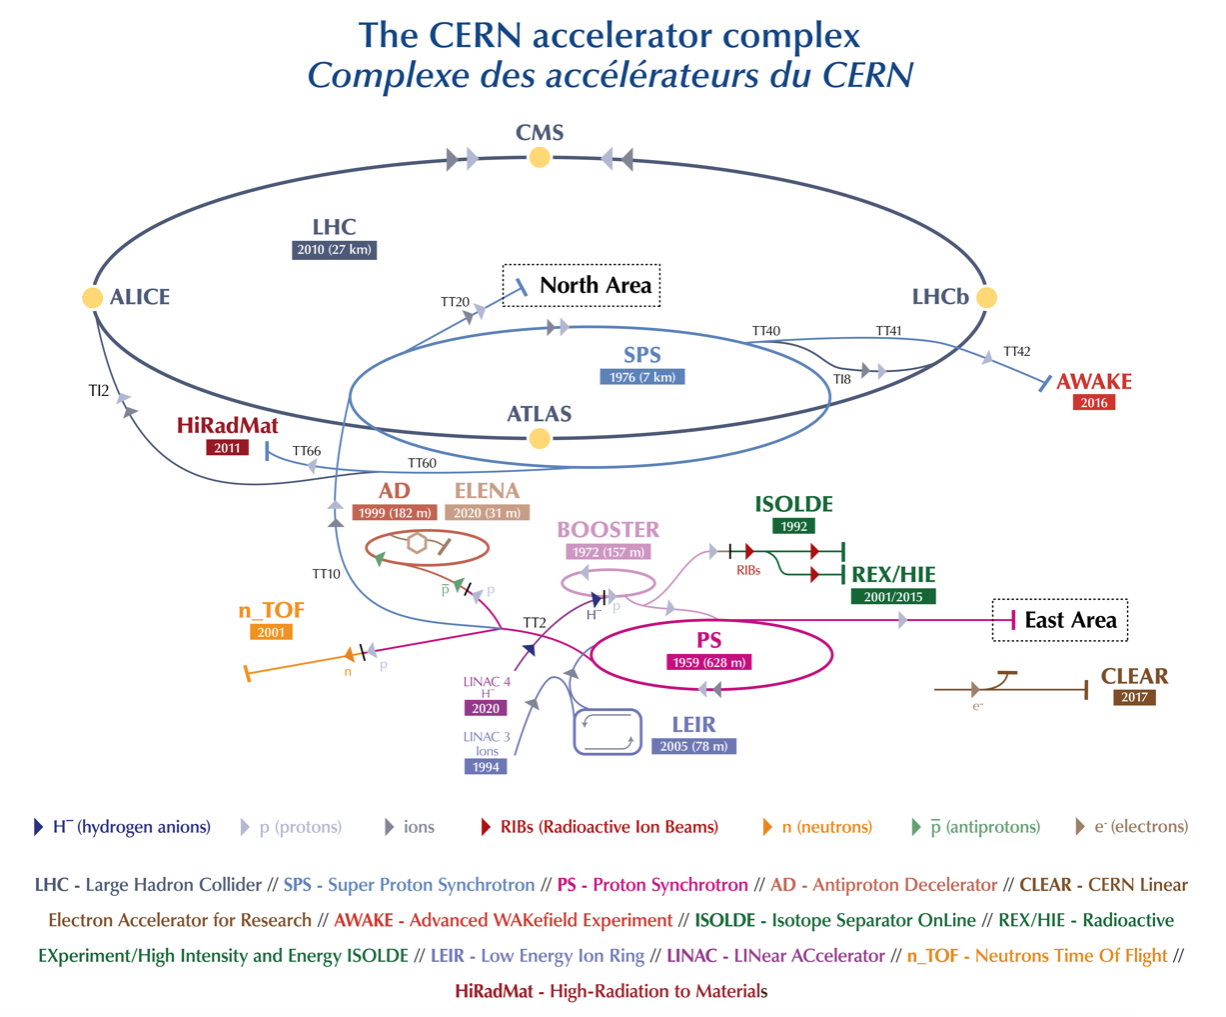 The CERN accelerator complex
Complexe des accélérateurs du CERN
CMS
LHC
2010 (27 km)
ALICE
LHCb
TT20
North Area
TT40
TT41
TT42
SPS
1976 (7 km)
TI8
AWAKE
2016
TI2
ATLAS
HiRadMat
2011
TT66
TT60
AD
1999 (182 m)
ELENA
2020 (31 m)
ISOLDE
1992
BOOSTER
1972 (157 m)
RIBs
REX/HIE
2001/2015
TT10
p̅
p
H⁻
p
n_TOF
2001
TT2
East Area
PS
1959 (628 m)
n
p
LINAC 4
H⁻
2020
CLEAR
2017
e⁻
LINAC 3
Ions
1994
LEIR
2005 (78 m)
H⁻ (hydrogen anions)
p (protons)
ions
RIBs (Radioactive Ion Beams)
n (neutrons)
p̅ (antiprotons)
e⁻ (electrons)
LHC - Large Hadron Collider // SPS - Super Proton Synchrotron // PS - Proton Synchrotron // AD - Antiproton Decelerator // CLEAR - CERN Linear
Electron Accelerator for Research // AWAKE - Advanced WAKefield Experiment // ISOLDE - Isotope Separator OnLine // REX/HIE - Radioactive
EXperiment/High Intensity and Energy ISOLDE // LEIR - Low Energy Ion Ring // LINAC - LINear ACcelerator // n_TOF - Neutrons Time Of Flight //
HiRadMat - High-Radiation to Materials